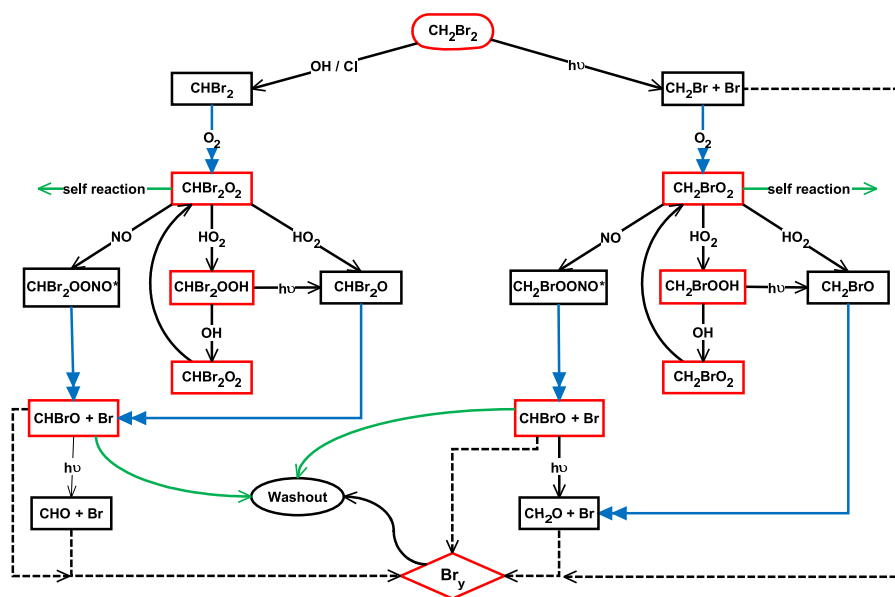 CH2Br2
OH / Cl
hυ
CHBr2
CH2Br + Br
O2
O2
self reaction
CHBr2O2
CH2BrO2
self reaction
NO
HO2
HO2
NO
HO2
HO2
CHBr2OONO*
CHBr2OOH
hυ
CHBr2O
CH2BrOONO*
CH2BrOOH
hυ
CH2BrO
OH
OH
CHBr2O2
CH2BrO2
CHBrO + Br
CHBrO + Br
hυ
hυ
Washout
CHO + Br
CH2O + Br
Bry